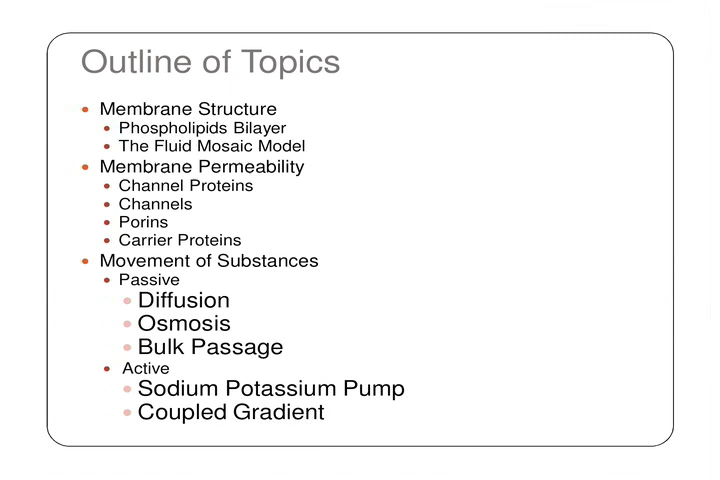 Outline of Topics
Membrane Structure
Phospholipids Bilayer
The Fluid Mosaic Model
Membrane Permeability
Channel Proteins
Channels
Porins
Carrier Proteins
Movement of Substances
Passive
Diffusion
Osmosis
Bulk Passage
Active
Sodium Potassium Pump
Coupled Gradient